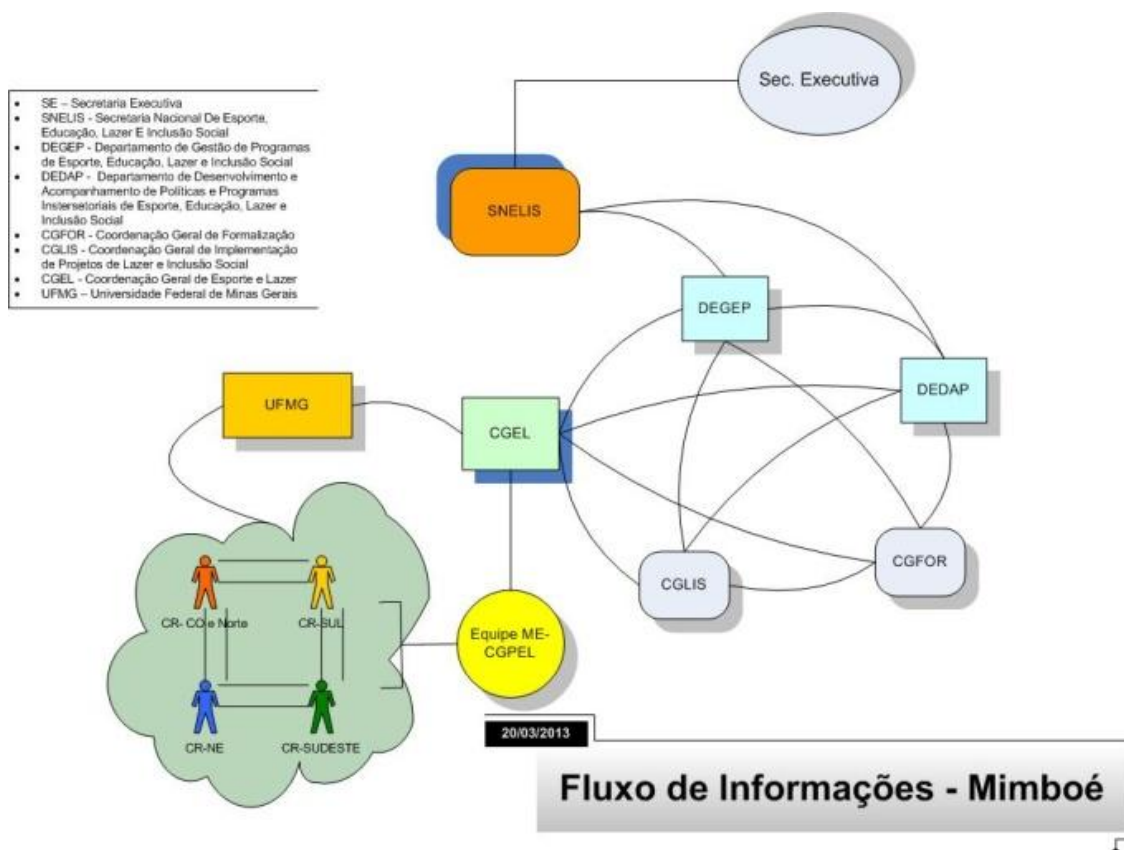 Sec. Executiva
• SE – Secretaria Executiva
• SNELIS - Secretaria Nacional De Esporte,
Educação, Lazer E Inclusão Social
• DEGEP - Departamento de Gestão de Programas
de Esporte, Educação, Lazer e Inclusão Social
• DEDAP - Departamento de Desenvolvimento e
Acompanhamento de Políticas e Programas
Instersetoriais de Esporte, Educação, Lazer e
Inclusão Social
• CGFOR - Coordenação Geral de Formalização
• CGLIS - Coordenação Geral de Implementação
de Projetos de Lazer e Inclusão Social
• CGEL - Coordenação Geral de Esporte e Lazer
• UFMG – Universidade Federal de Minas Gerais
SNELIS
DEGEP
DEDAP
UFMG
CGEL
CGFOR
CGLIS
CR- CO e Norte
CR-SUL
Equipe ME-
CGPEL
CR-NE
CR-SUDESTE
20/03/2013
Fluxo de Informações - Mimboé